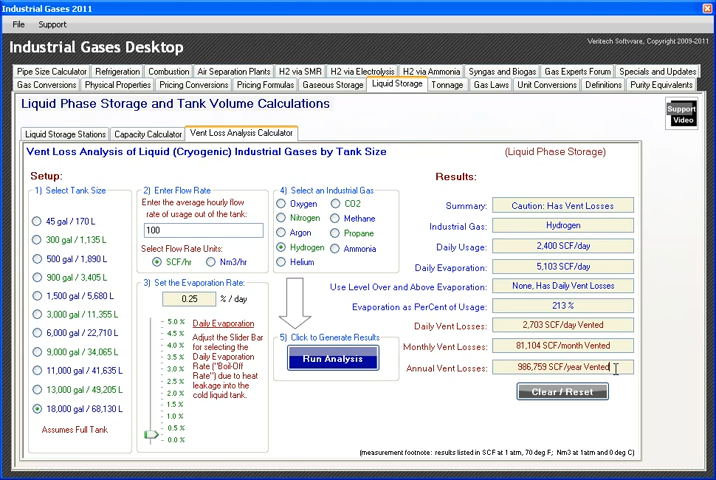 Industrial Gases 2011
File Support
Industrial Gases Desktop
Veritech Software, Copyright 2009-2011
Pipe Size Calculator Refrigeration Combustion Air Separation Plants H2 via SMR H2 via Electrolysis H2 via Ammonia Syngas and Biogas Gas Experts Forum Specials and Updates
Gas Conversions Physical Properties Pricing Conversions Pricing Formulas Gaseous Storage Liquid Storage Tonnage Gas Laws Unit Conversions Definitions Purity Equivalents
Liquid Phase Storage and Tank Volume Calculations
Support
Video
Liquid Storage Stations Capacity Calculator Vent Loss Analysis Calculator
Vent Loss Analysis of Liquid (Cryogenic) Industrial Gases by Tank Size
(Liquid Phase Storage)
Setup:
1) Select Tank Size
45 gal / 170 L
300 gal / 1,135 L
500 gal / 1,890 L
900 gal / 3,405 L
1,500 gal / 5,680 L
3,000 gal / 11,355 L
6,000 gal / 22,710 L
9,000 gal / 34,065 L
11,000 gal / 41,635 L
13,000 gal / 49,205 L
18,000 gal / 68,130 L
Assumes Full Tank
2) Enter Flow Rate
Enter the average hourly flow
rate of usage out of the tank:
100
Select Flow Rate Units:
SCF/hr Nm3/hr
3) Set the Evaporation Rate:
0.25 % / day
5.0 %
4.5 %
4.0 %
3.5 %
3.0 %
2.5 %
2.0 %
1.5 %
1.0 %
0.5 %
0.0 %
Daily Evaporation
Adjust the Slider Bar
for selecting the
Daily Evaporation
Rate ("Boil-Off
Rate") due to heat
leakage into the
cold liquid tank.
4) Select an Industrial Gas
Oxygen CO2
Nitrogen Methane
Argon Propane
Hydrogen Ammonia
Helium
5) Click to Generate Results
Run Analysis
Results:
Summary: Caution: Has Vent Losses
Industrial Gas: Hydrogen
Daily Usage: 2,400 SCF/day
Daily Evaporation: 5,103 SCF/day
Use Level Over and Above Evaporation: None, Has Daily Vent Losses
Evaporation as PerCent of Usage: 213 %
Daily Vent Losses: 2,703 SCF/day Vented
Monthly Vent Losses: 81,104 SCF/month Vented
Annual Vent Losses: 986,759 SCF/year Vented
Clear / Reset
(measurement footnote: results listed in SCF at 1 atm, 70 deg F; Nm3 at 1atm and 0 deg C)